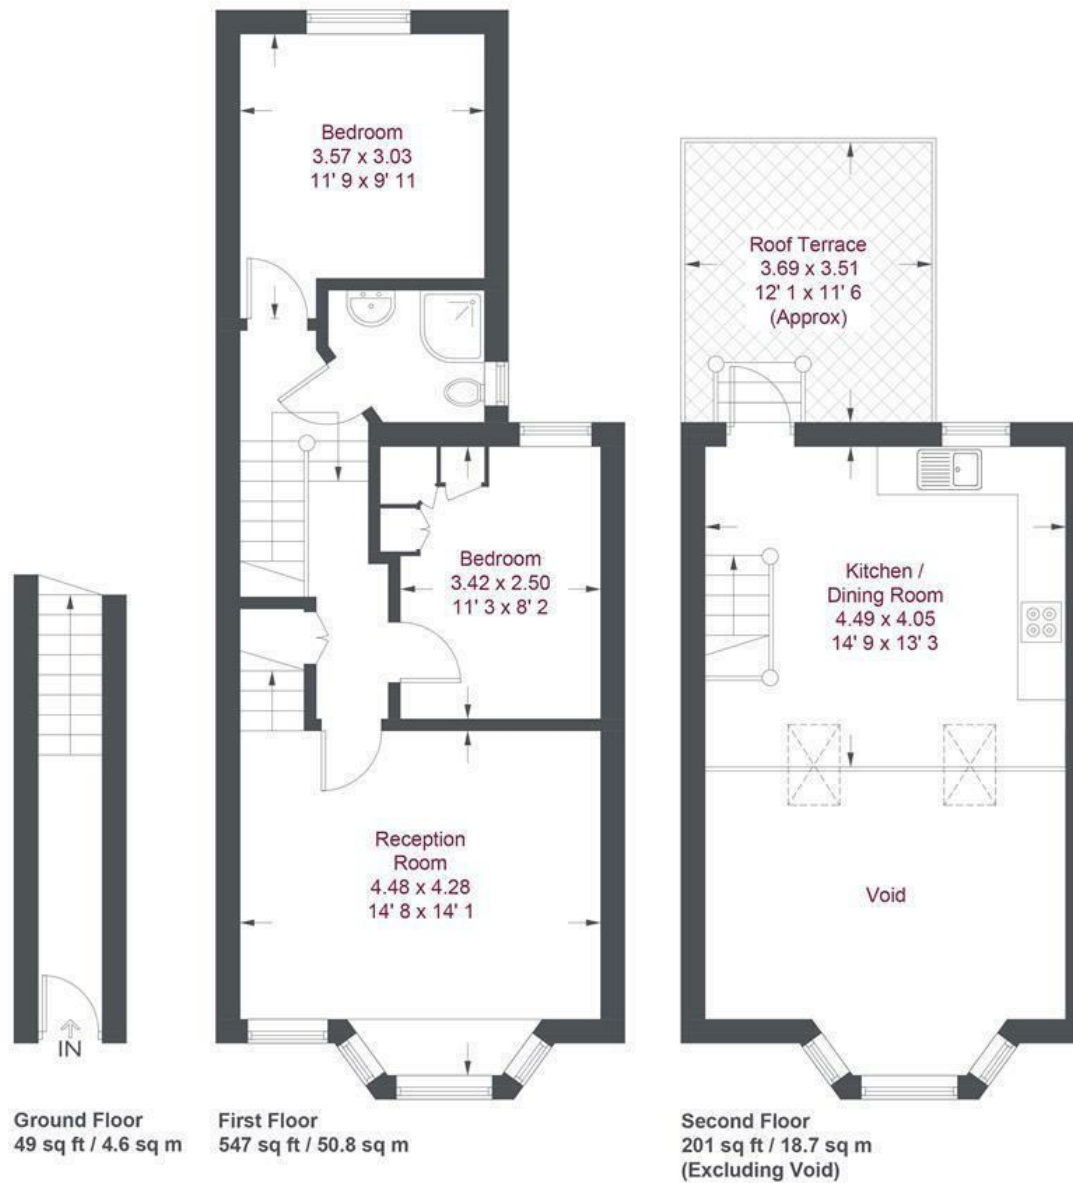 Bedroom
3.57 x 3.03
11' 9 x 9' 11
Roof Terrace
3.69 x 3.51
12' 1 x 11' 6
(Approx)
Bedroom
3.42 x 2.50
11' 3 x 8' 2
Kitchen /
Dining Room
4.49 x 4.05
14' 9 x 13' 3
Reception
Room
4.48 x 4.28
14' 8 x 14' 1
Void
IN
Ground Floor
49 sq ft / 4.6 sq m
First Floor
547 sq ft / 50.8 sq m
Second Floor
201 sq ft / 18.7 sq m
(Excluding Void)